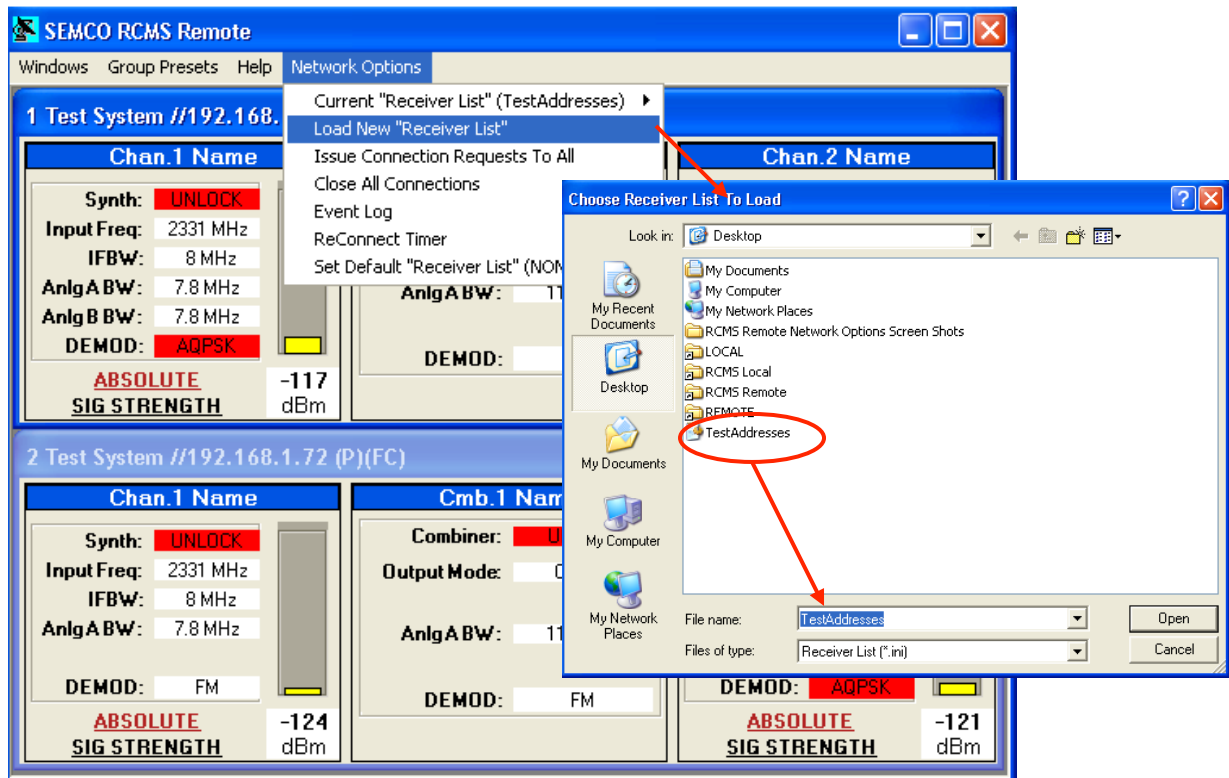 SEMCO RCMS Remote
Windows Group Presets Help Network Options
Current "Receiver List" (TestAddresses)
Load New "Receiver List"
Issue Connection Requests To All
Close All Connections
Event Log
ReConnect Timer
Set Default "Receiver List"
1 Test System //192.168.
Chan.1 Name
Synth: UNLOCK
Input Freq: 2331 MHz
IFBW: 8 MHz
Anlg A BW: 7.8 MHz
Anlg B BW: 7.8 MHz
DEMOD: AQPSK
ABSOLUTE
SIG STRENGTH
-117
dBm
Anlg A BW: 11
DEMOD:
Chan.2 Name
2 Test System //192.168.1.72 (P)(FC)
Chan.1 Name
Synth: UNLOCK
Input Freq: 2331 MHz
IFBW: 8 MHz
Anlg A BW: 7.8 MHz
DEMOD: FM
ABSOLUTE
SIG STRENGTH
-124
dBm
Cmb.1
Combiner:
Output Mode:
Anlg A BW: 11
DEMOD: FM
DEMOD: AQPSK
ABSOLUTE
SIG STRENGTH
-121
dBm
Choose Receiver List To Load
Look in: Desktop
My Recent
Documents
Desktop
My Documents
My Computer
My Network
Places
My Documents
My Computer
My Network Places
RCMS Remote Network Options Screen Shots
LOCAL
RCMS Local
RCMS Remote
REMOTE
TestAddresses
File name: TestAddresses
Open
Files of type: Receiver List (*.ini)
Cancel